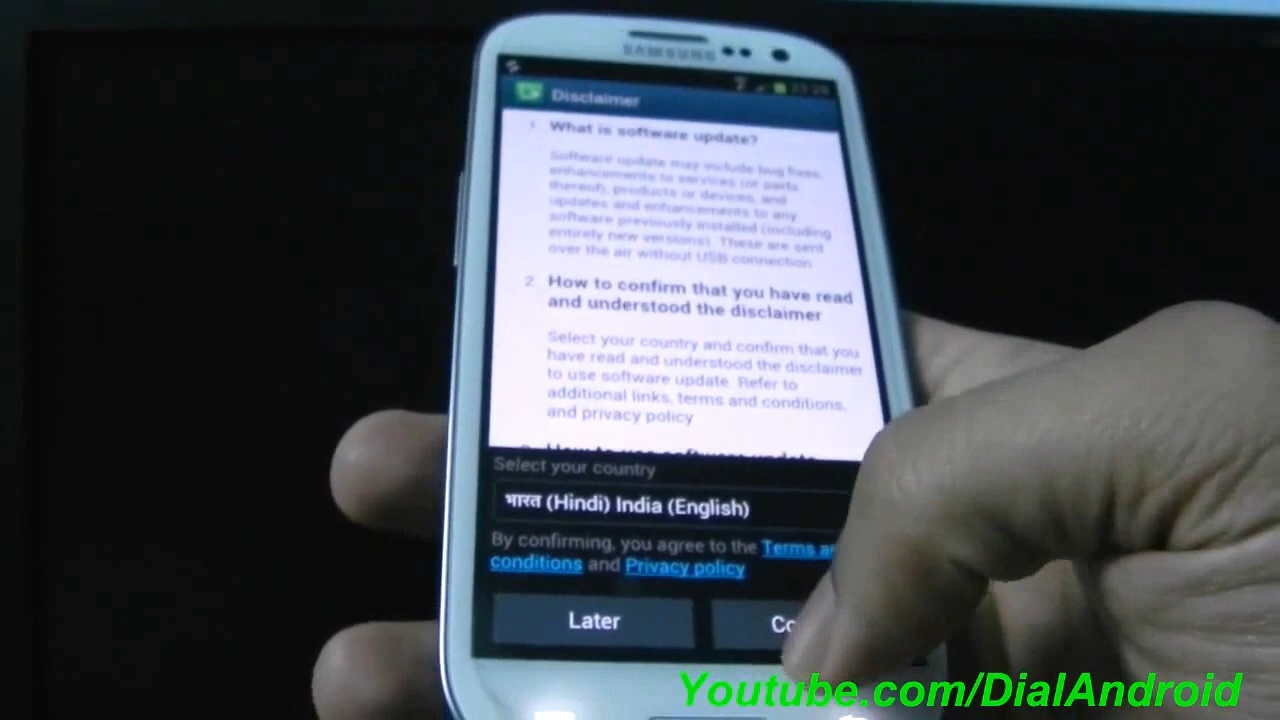 SAMSUNG
Disclaimer
1. What is software update?
Software update may include bug fixes,
enhancements to services (or parts
thereof), products or devices, and
updates and enhancements to any
software previously installed (including
entirely new versions). These are sent
over the air without USB connection
2. How to confirm that you have read
and understood the disclaimer
Select your country and confirm that you
have read and understood the disclaimer
to use software update. Refer to
additional links, terms and conditions,
and privacy policy
Select your country
भारत (Hindi) India (English)
By confirming, you agree to the Terms
conditions and Privacy policy
Later
Youtube.com/DialAndroid